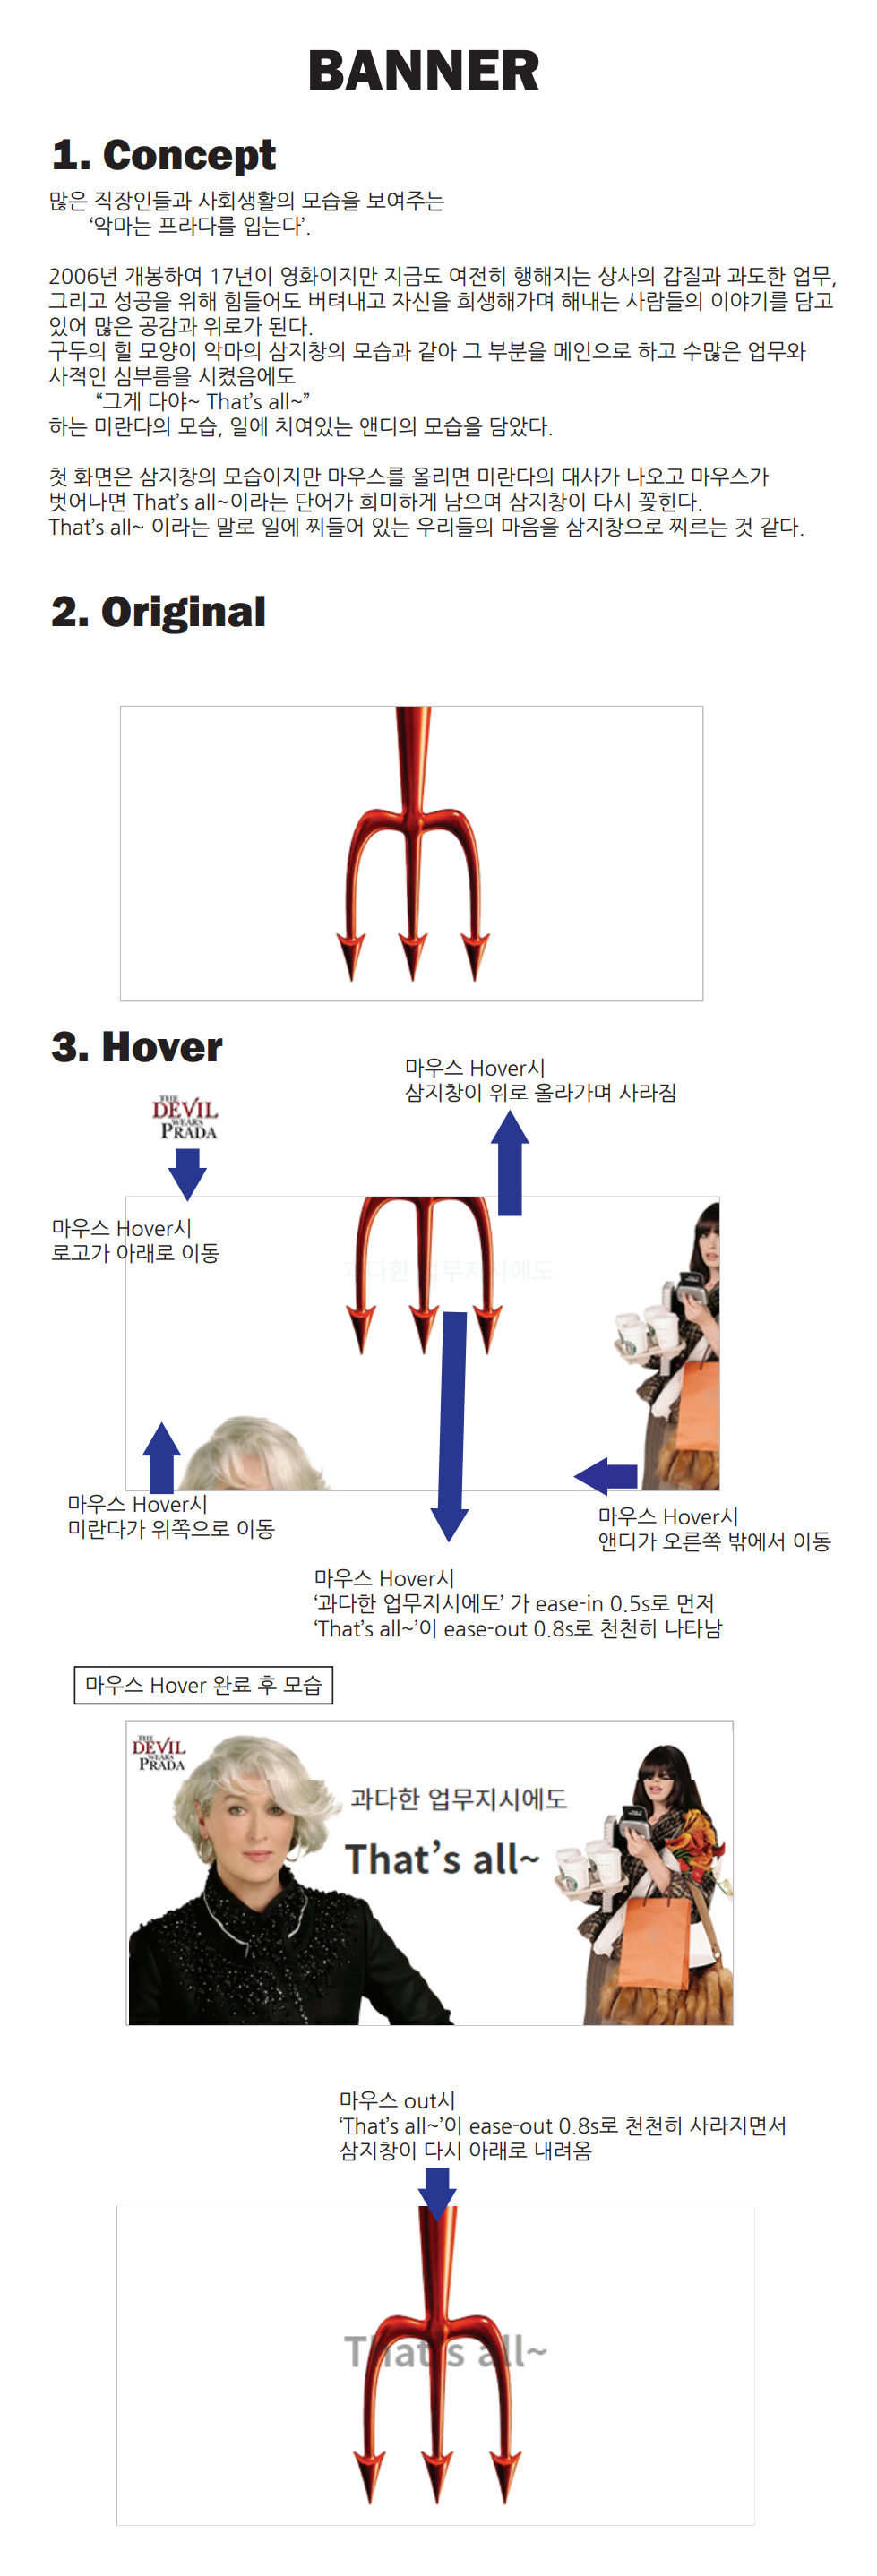 BANNER
1. Concept
많은 직장인들과 사회생활의 모습을 보여주는
‘악마는 프라다를 입는다’.
2006년 개봉하여 17년이 영화이지만 지금도 여전히 행해지는 상사의 갑질과 과도한 업무,
그리고 성공을 위해 힘들어도 버텨내고 자신을 희생해가며 해내는 사람들의 이야기를 담고
있어 많은 공감과 위로가 된다.
구두의 힐 모양이 악마의 삼지창의 모습과 같아 그 부분을 메인으로 하고 수많은 업무와
사적인 심부름을 시켰음에도
“그게 다야~ That’s all~”
하는 미란다의 모습, 일에 치여있는 앤디의 모습을 담았다.
첫 화면은 삼지창의 모습이지만 마우스를 올리면 미란다의 대사가 나오고 마우스가
벗어나면 That’s all~이라는 단어가 희미하게 남으며 삼지창이 다시 꽂힌다.
That’s all~ 이라는 말로 일에 찌들어 있는 우리들의 마음을 삼지창으로 찌르는 것 같다.
2. Original
3. Hover
마우스 Hover시
삼지창이 위로 올라가며 사라짐
THE
DEVIL
WEARS
PRADA
마우스 Hover시
로고가 아래로 이동
과다한 업무지시에도
마우스 Hover시
미란다가 위쪽으로 이동
마우스 Hover시
앤디가 오른쪽 밖에서 이동
마우스 Hover시
‘과다한 업무지시에도’ 가 ease-in 0.5s로 먼저
‘That’s all~’이 ease-out 0.8s로 천천히 나타남
마우스 Hover 완료 후 모습
THE
DEVIL
WEARS
PRADA
과다한 업무지시에도
That’s all~
마우스 out시
‘That’s all~’이 ease-out 0.8s로 천천히 사라지면서
삼지창이 다시 아래로 내려옴
That’s all~